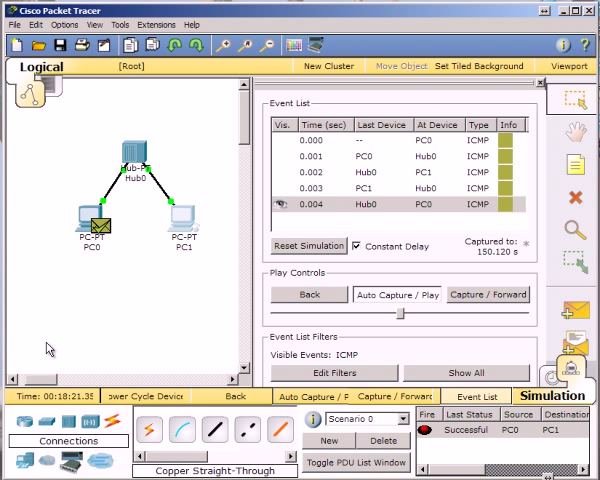 Cisco Packet Tracer
File Edit Options View Tools Extensions Help
Logical [Root] New Cluster Move Object Set Tiled Background Viewport
Event List
Vis. Time (sec) Last Device At Device Type Info
0.000 -- PC0 ICMP
0.001 PC0 Hub0 ICMP
0.002 Hub0 PC1 ICMP
0.003 PC1 Hub0 ICMP
0.004 Hub0 PC0 ICMP
Reset Simulation Constant Delay Captured to: *
150.120 s
Hub-PT
Hub0
PC-PT
PC0
PC-PT
PC1
Play Controls
Back Auto Capture / Play Capture / Forward
Event List Filters
Visible Events: ICMP
Edit Filters Show All
Time: 00:18:21.35 ower Cycle Device Back Auto Capture / P Capture / Forward Event List Simulation
Connections
Copper Straight-Through
Scenario 0
New Delete
Toggle PDU List Window
Fire Last Status Source Destination
Successful PC0 PC1